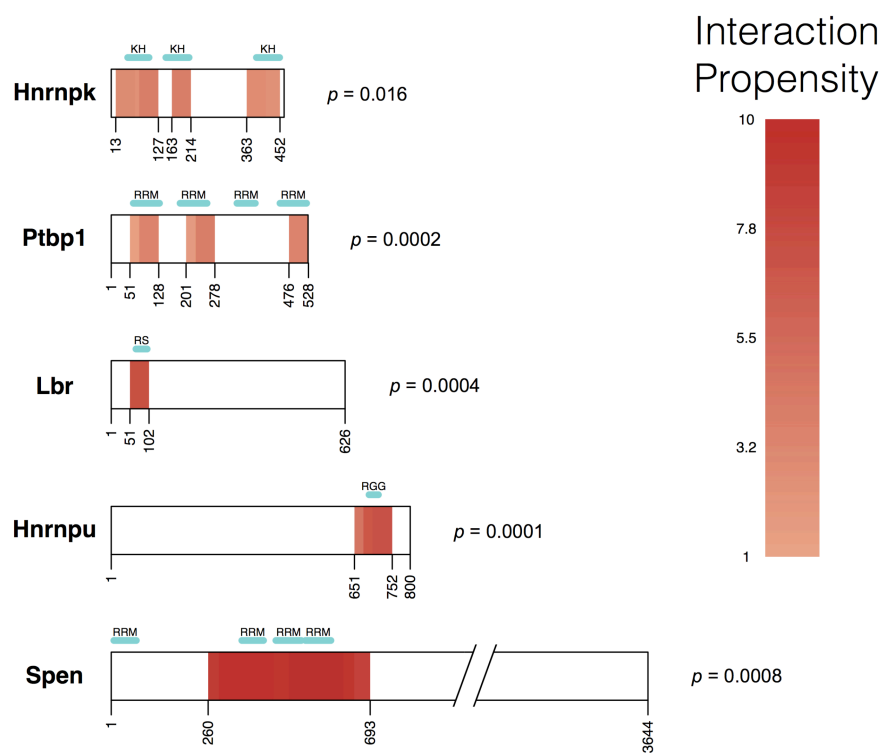 Interaction
Propensity
10
7.8
5.5
3.2
1
KH KH KH
Hnrnpk
p = 0.016
13 127 163 214 363 452
RRM RRM RRM RRM
Ptbp1
p = 0.0002
1 51 128 201 278 476 528
RS
Lbr
p = 0.0004
1 51 102 626
RGG
Hnrnpu
p = 0.0001
1 651 752 800
RRM RRM RRM RRM
Spen
p = 0.0008
1 260 693 3644